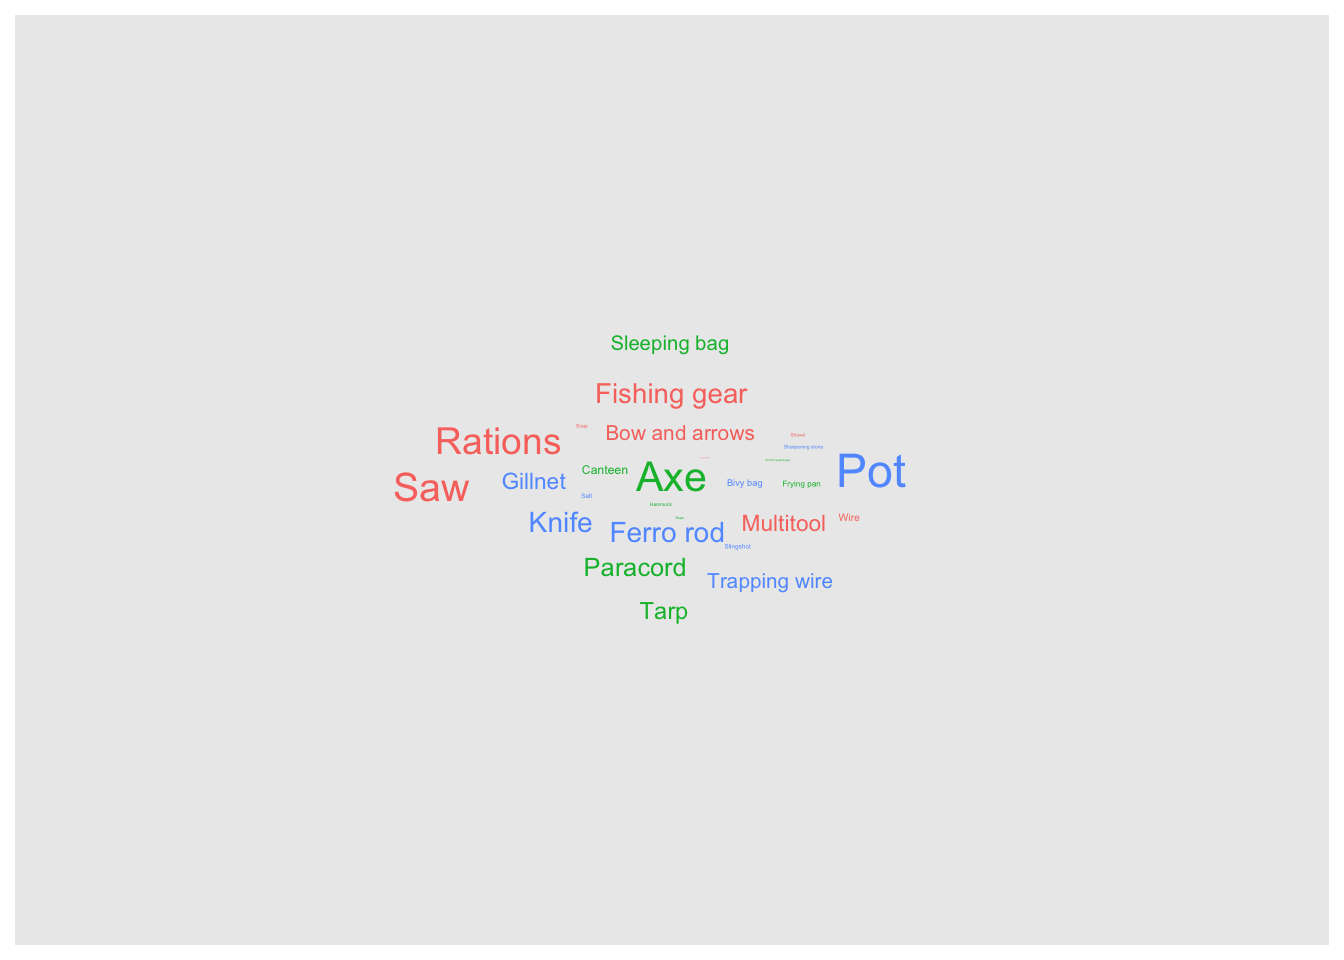 Sleeping bag
Fishing gear
Soap
Bow and arrows
Shovel
Rations
Sharpening stone
Canteen
Axe
Pot
Gillnet
Bivy bag
Frying pan
Saw
Salt
Hammock
Knife
Rope
Multitool
Wire
Ferro rod
Slingshot
Paracord
Trapping wire
Tarp